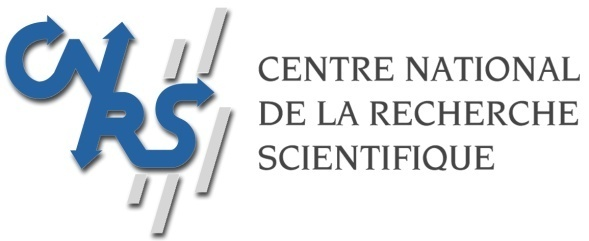 CNRS
CENTRE NATIONAL
DE LA RECHERCHE
SCIENTIFIQUE